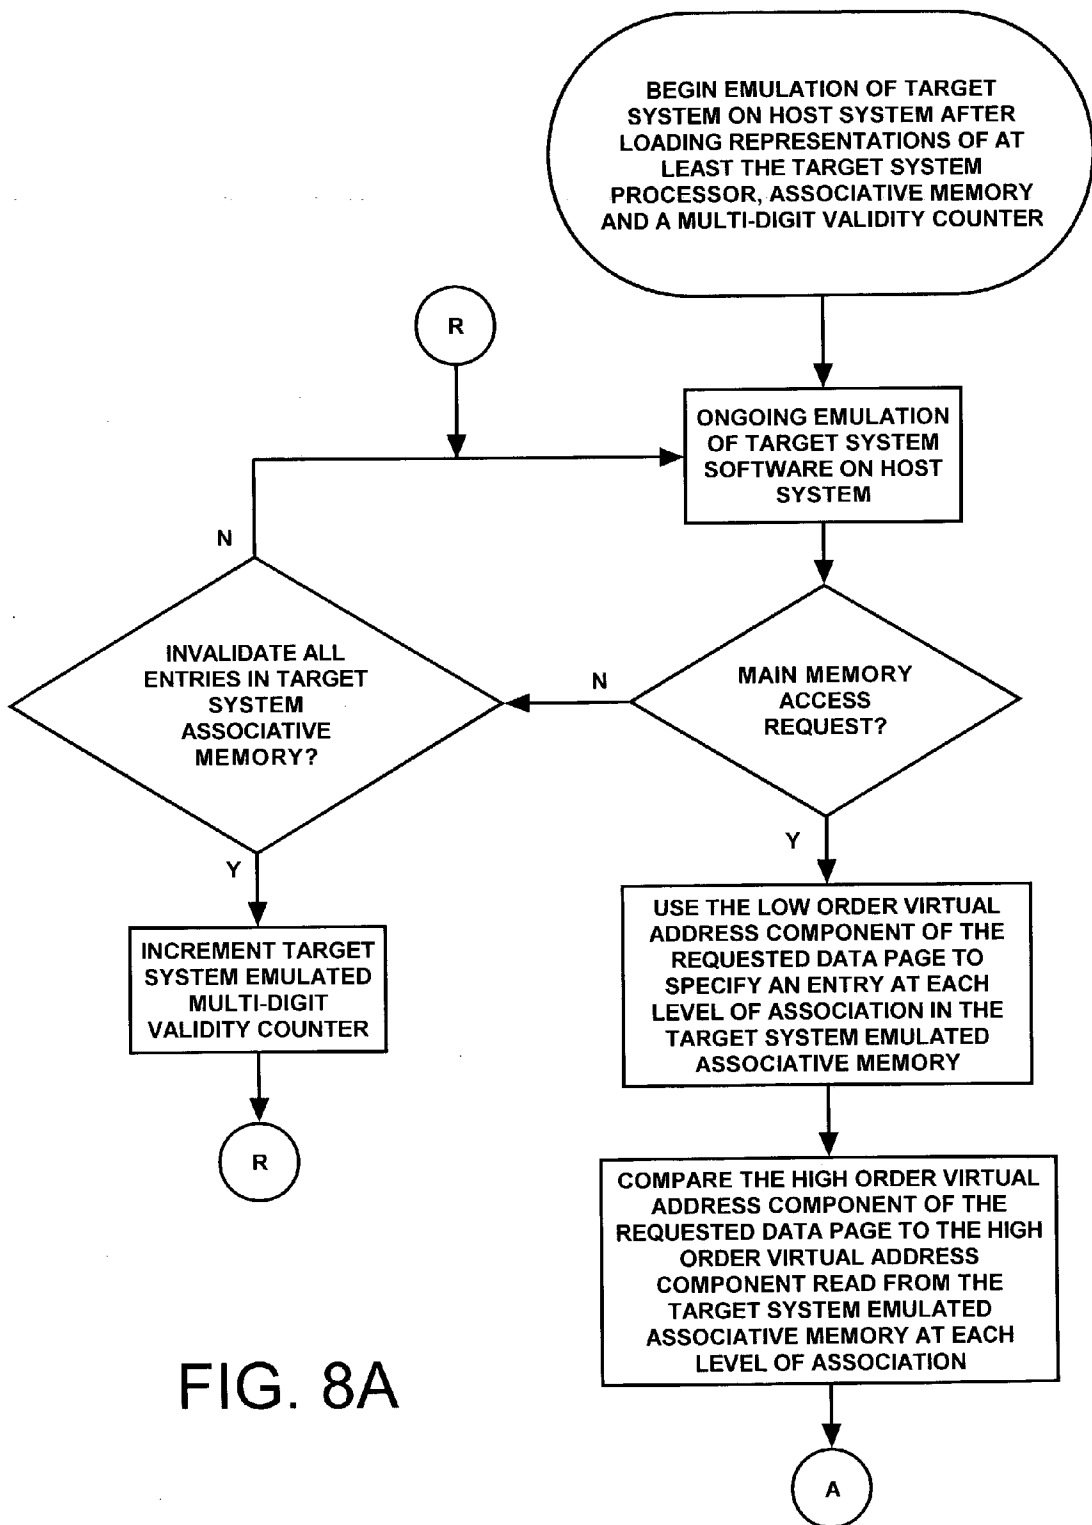 BEGIN EMULATION OF TARGET
SYSTEM ON HOST SYSTEM AFTER
LOADING REPRESENTATIONS OF AT
LEAST THE TARGET SYSTEM
PROCESSOR, ASSOCIATIVE MEMORY
AND A MULTI-DIGIT VALIDITY COUNTER
R
ONGOING EMULATION
OF TARGET SYSTEM
SOFTWARE ON HOST
SYSTEM
N
INVALIDATE ALL
ENTRIES IN TARGET
SYSTEM
ASSOCIATIVE
MEMORY?
N
MAIN MEMORY
ACCESS
REQUEST?
Y
Y
INCREMENT TARGET
SYSTEM EMULATED
MULTI-DIGIT
VALIDITY COUNTER
R
USE THE LOW ORDER VIRTUAL
ADDRESS COMPONENT OF THE
REQUESTED DATA PAGE TO
SPECIFY AN ENTRY AT EACH
LEVEL OF ASSOCIATION IN THE
TARGET SYSTEM EMULATED
ASSOCIATIVE MEMORY
COMPARE THE HIGH ORDER VIRTUAL
ADDRESS COMPONENT OF THE
REQUESTED DATA PAGE TO THE HIGH
ORDER VIRTUAL ADDRESS
COMPONENT READ FROM THE
TARGET SYSTEM EMULATED
ASSOCIATIVE MEMORY AT EACH
LEVEL OF ASSOCIATION
FIG. 8A
A